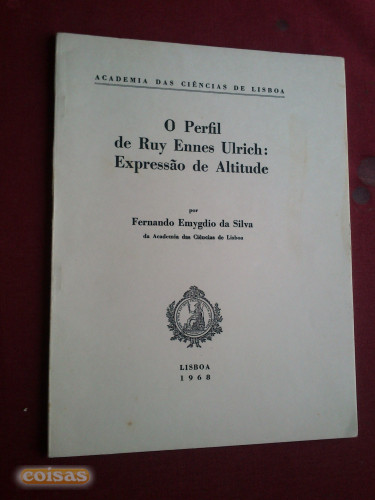 ACADEMIA DAS CIÊNCIAS DE LISBOA
O Perfil
de Ruy Ennes Ulrich:
Expressão de Altitude
por
Fernando Emygdio da Silva
da Academia das Ciências de Lisboa
LISBOA
1968
coisas